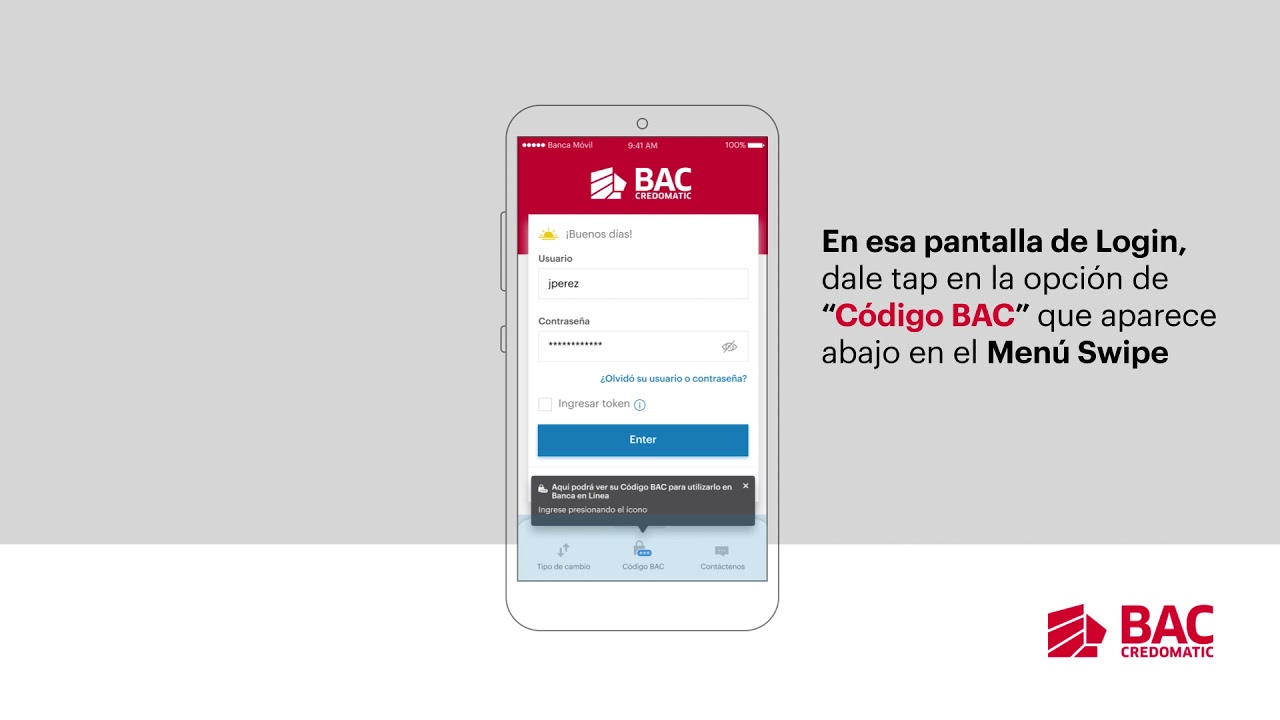 Banca Móvil 9:41 AM 100%
BAC
CREDOMATIC
¡Buenos días!
Usuario
jperez
Contraseña
************
¿Olvidó su usuario o contraseña?
Ingresar token
Enter
Aquí podrá ver su Código BAC para utilizarlo en
Banca en Línea
Ingrese presionando el ícono
Tipo de cambio Código BAC Contáctenos
En esa pantalla de Login,
dale tap en la opción de
“Código BAC” que aparece
abajo en el Menú Swipe
BAC
CREDOMATIC